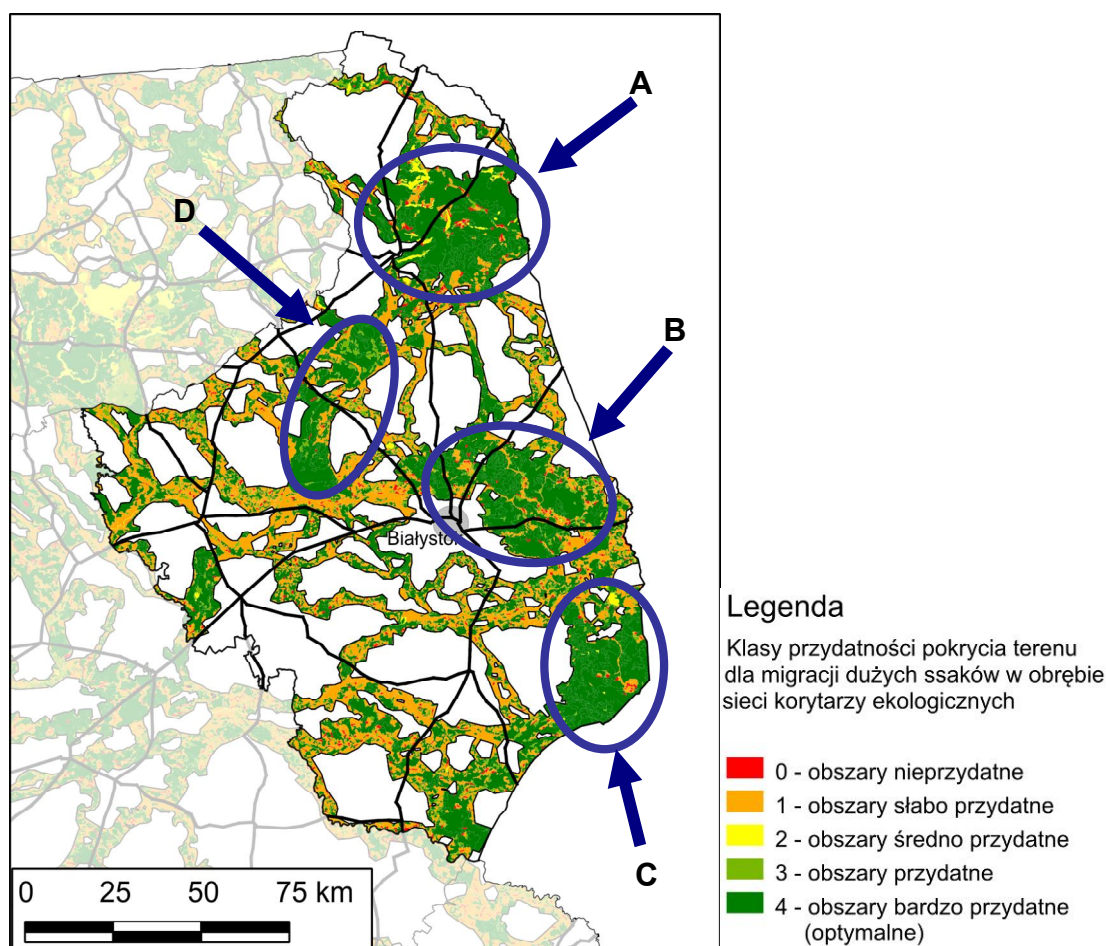 A
D
B
Białystok
C
0 25 50 75 km
Legenda
Klasy przydatności pokrycia terenu
dla migracji dużych ssaków w obrębie
sieci korytarzy ekologicznych
0 - obszary nieprzydatne
1 - obszary słabo przydatne
2 - obszary średno przydatne
3 - obszary przydatne
4 - obszary bardzo przydatne
(optymalne)